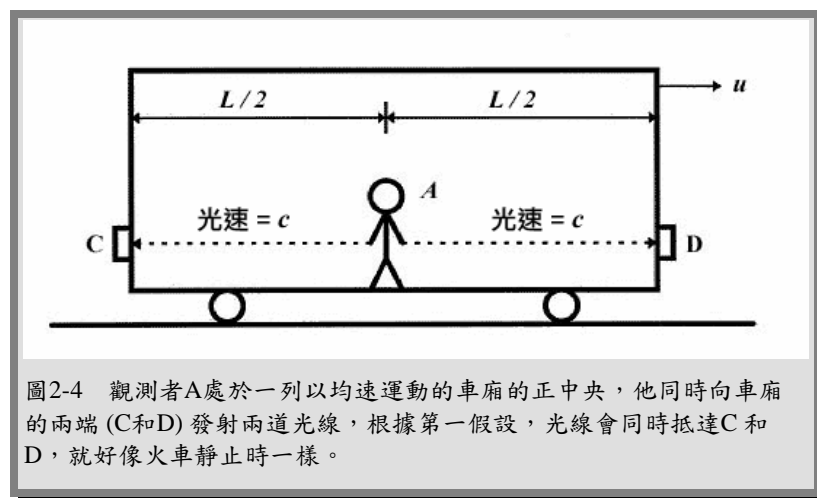 u
L / 2 L / 2
A
光速 = c 光速 = c
C D
圖2-4 觀測者A處於一列以均速運動的車廂的正中央，他同時向車廂
的兩端 (C和D) 發射兩道光線，根據第一假設，光線會同時抵達C 和
D，就好像火車靜止時一樣。